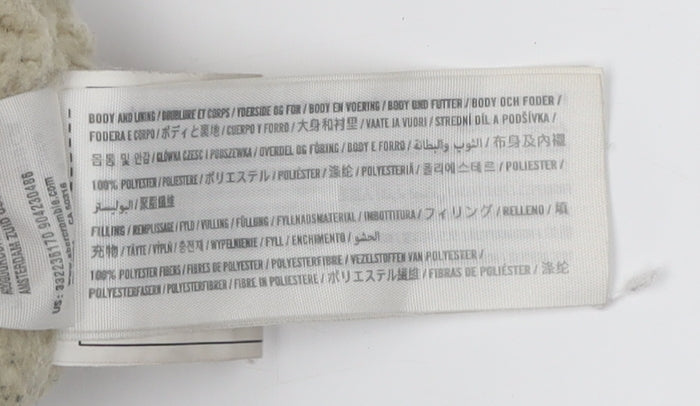 BODY AND LINING / DOUBLURE ET CORPS / YDERSIDE OG FOR / BODY EN VOERING / BODY UND FUTTER / BODY OCH FODER /
FODERA E CORPO / ボディと裏地 / CUERPO Y FORRO / 大身和衬里 / VAATE JA VUORI / STREDNÍ DÍL A PODŠÍVKA /
몸통 및 안감 / GŁÓWNA CZĘŚĆ I PODSZEWKA / OVERDEL OG FÔRING / BODY E FORRO / الثوب والبطانة / 布身及內襯
100% POLYESTER / POLIESTERE / ポリエステル / POLIÉSTER / 涤纶 / POLYESTERIÄ / 폴리에스테르 / POLIESTER /
البوليستر / 聚酯纖維
FILLING / REMPLISSAGE / FYLD / VULLING / FÜLLUNG / FYLLNADSMATERIAL / IMBOTTITURA / フィリング / RELLENO / 填
充物 / TÄYTE / VÝPLŇ / 충전재 / WYPEŁNIENIE / FYLL / ENCHIMENTO / الحشو
100% POLYESTER FIBERS / FIBRES DE POLYESTER / POLYESTERFIBRE / VEZELSTOFFEN VAN POLYESTER /
POLYESTERFASERN / POLYESTERFIBRER / FIBRE IN POLIESTERE / ポリエステル繊維 / FIBRAS DE POLIÉSTER / 涤纶
AMSTERDAM ZUID
US: 332236170 904230486